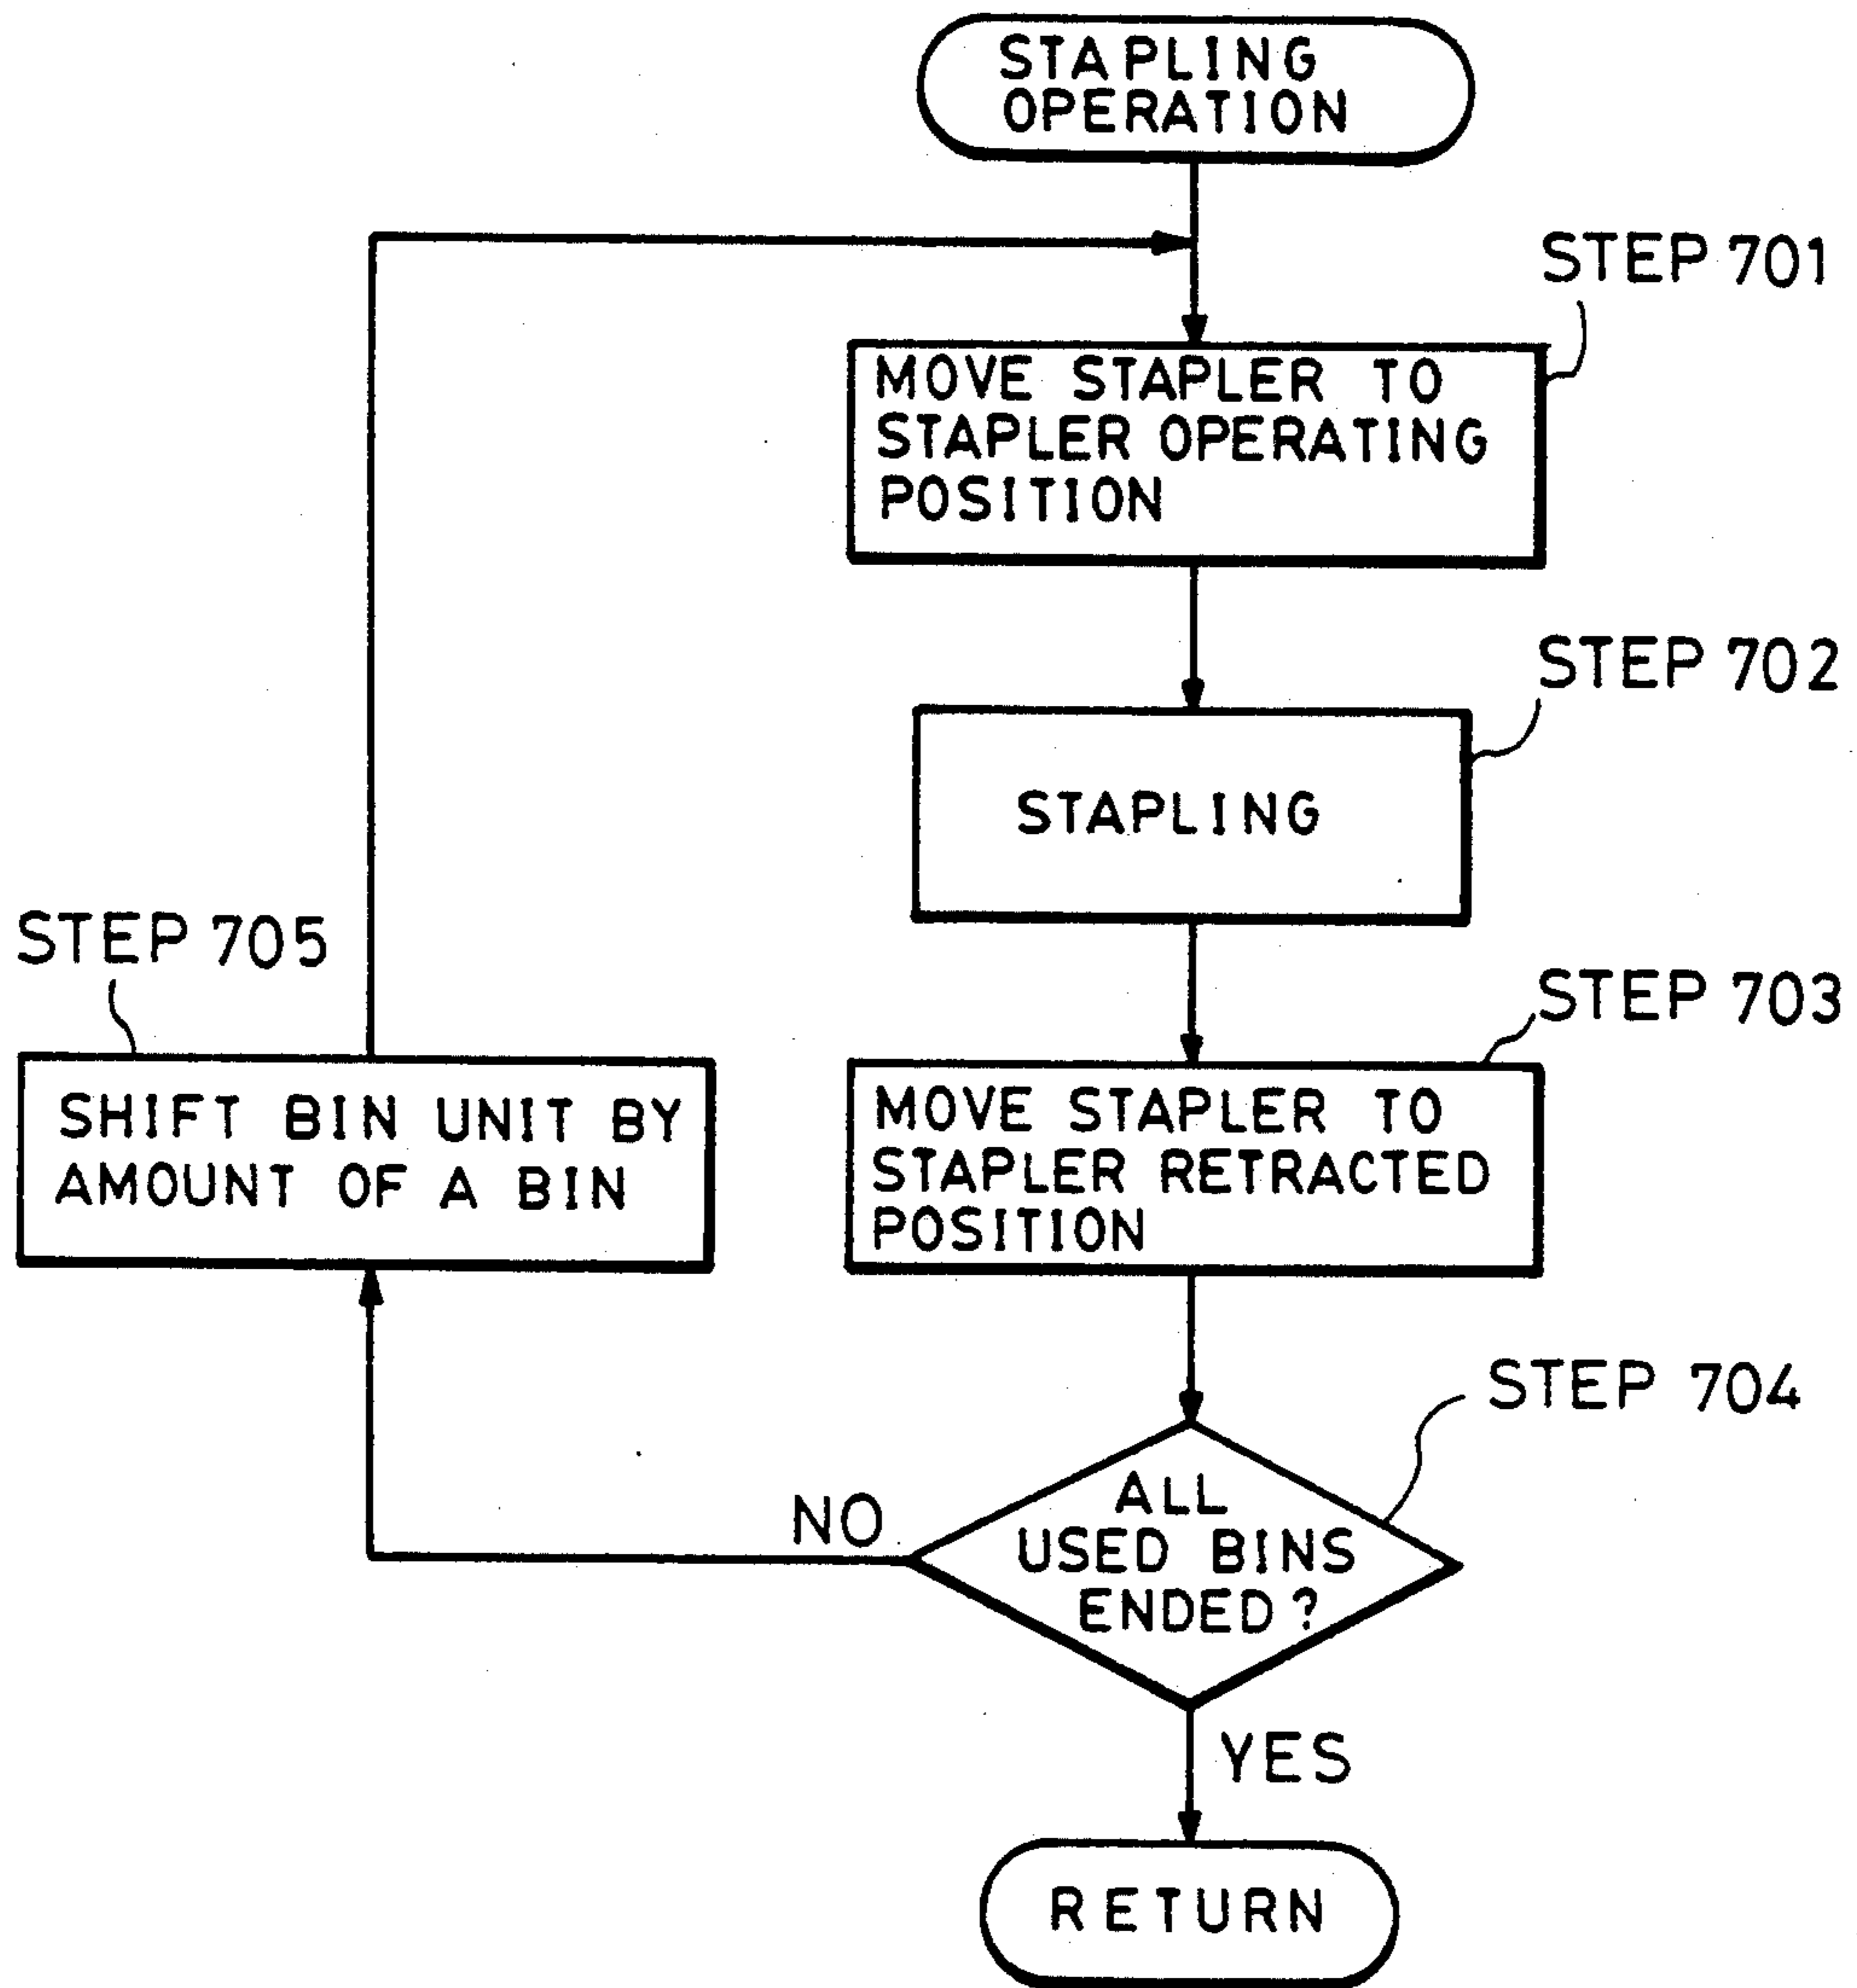 STAPLING
OPERATION
STEP 701
MOVE STAPLER TO
STAPLER OPERATING
POSITION
STEP 702
STAPLING
STEP 705
STEP 703
SHIFT BIN UNIT BY
AMOUNT OF A BIN
MOVE STAPLER TO
STAPLER RETRACTED
POSITION
STEP 704
NO
ALL
USED BINS
ENDED?
YES
RETURN